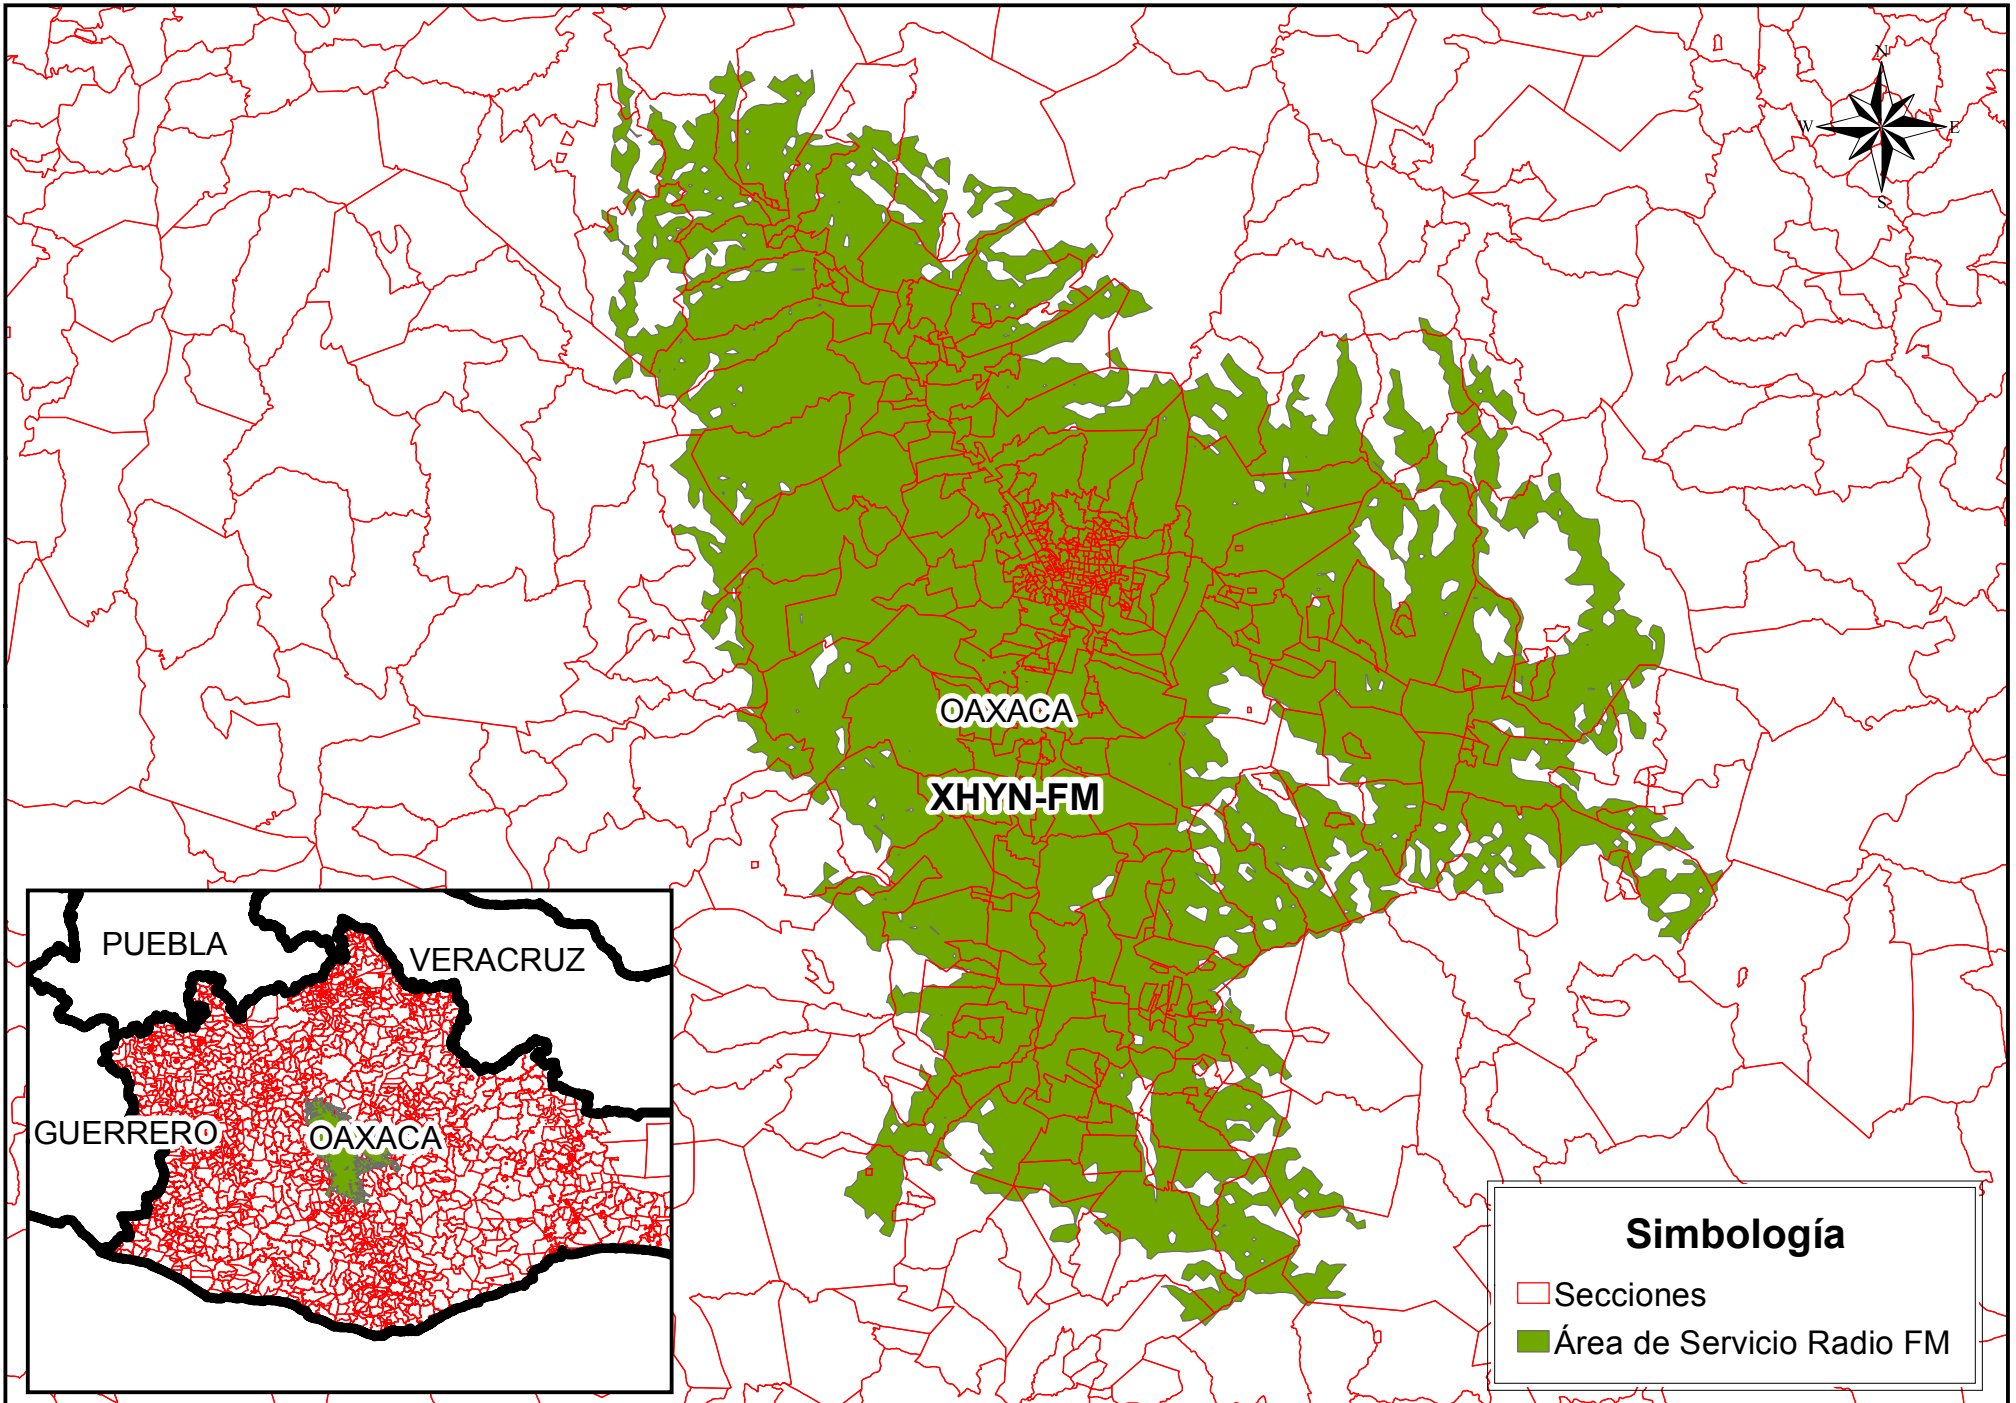 N
W E
S
OAXACA
XHYN-FM
PUEBLA
VERACRUZ
GUERRERO
OAXACA
Simbología
Secciones
Área de Servicio Radio FM